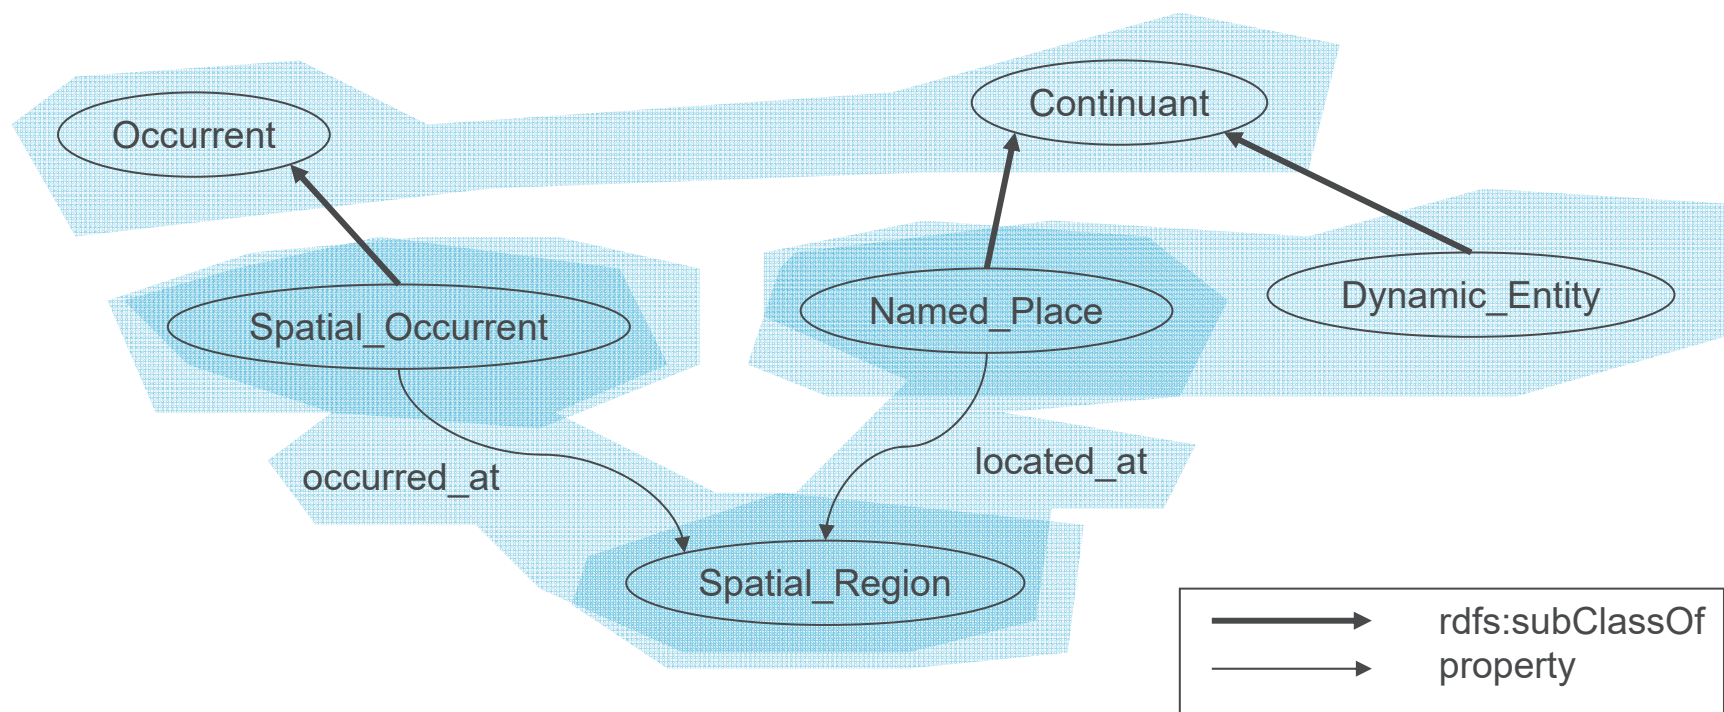 Continuant
Occurrent
Dynamic_Entity
Named_Place
Spatial_Occurrent
located_at
occurred_at
Spatial_Region
rdfs:subClassOf
property